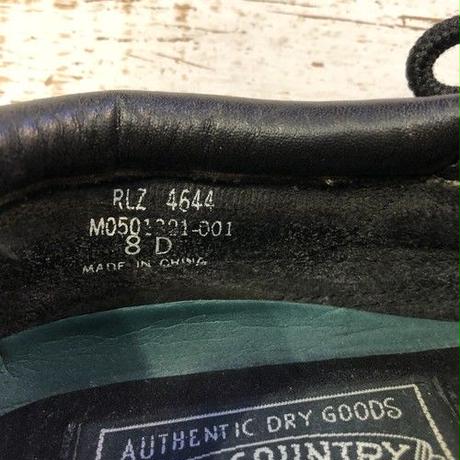 RLZ 4644
8 D
MADE IN CHINA
AUTHENTIC DRY GOODS
COUNTRY